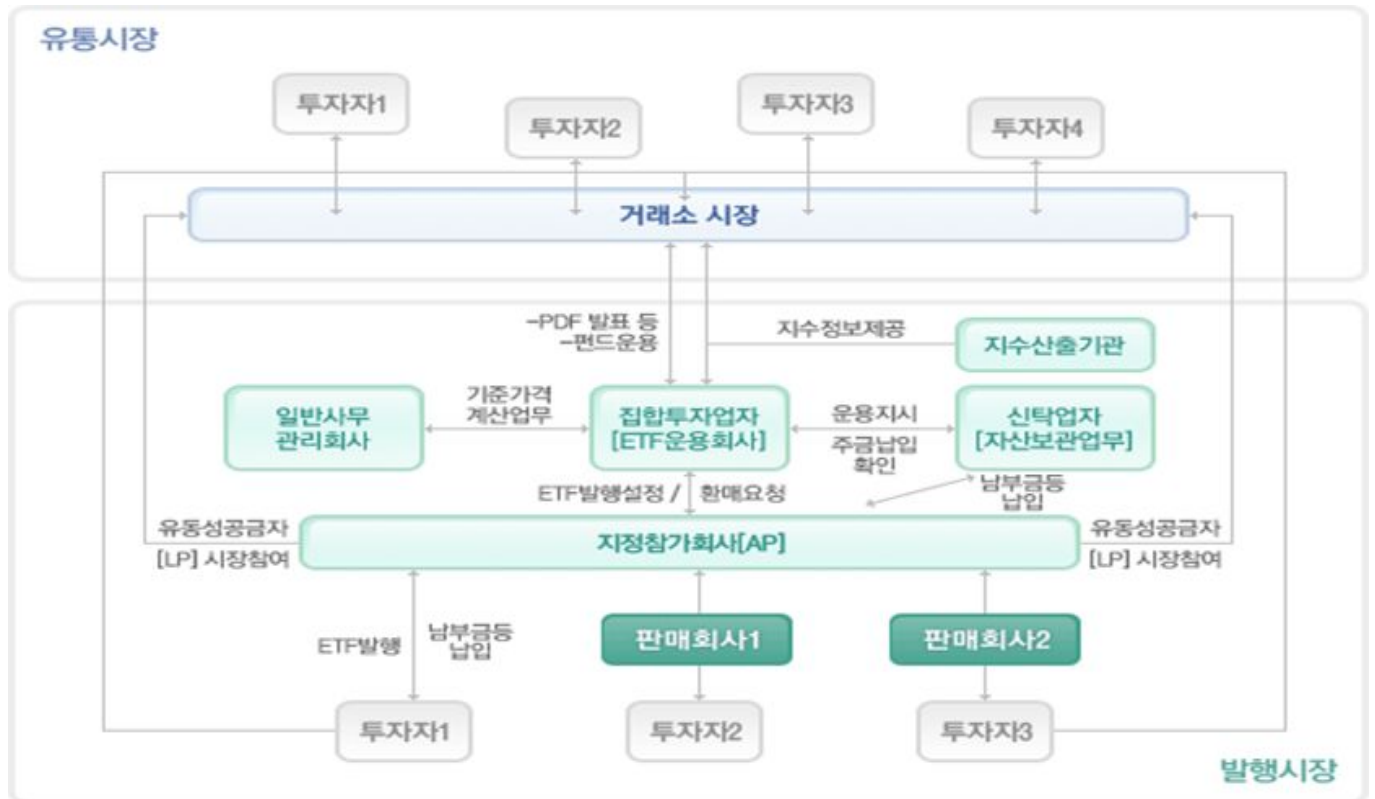 유통시장
투자자1
투자자2
투자자3
투자자4
거래소 시장
-PDF 발표 등
-펀드운용
지수정보제공
지수산출기관
일반사무
관리회사
기준가격
계산업무
집합투자업자
[ETF운용회사]
운용지시
주금납입
확인
신탁업자
[자산보관업무]
ETF발행설정 / 환매요청
남부금등
납입
유동성공급자
[LP] 시장참여
지정참가회사[AP]
유동성공급자
[LP] 시장참여
ETF발행
남부금등
납입
판매회사1
판매회사2
투자자1
투자자2
투자자3
발행시장